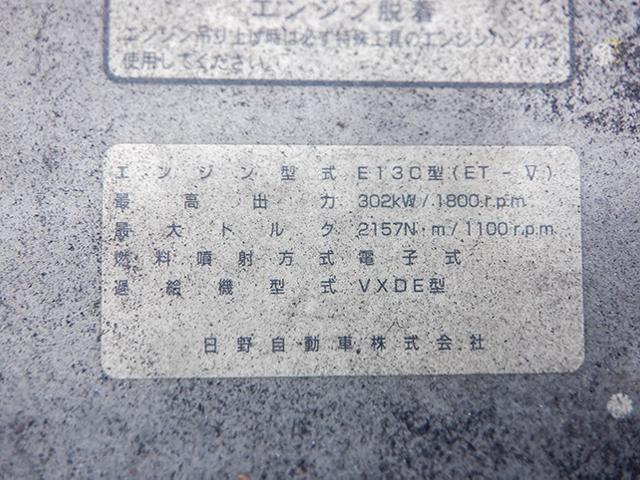 エンジン脱着
エンジン吊り上げ時は必ず特殊工具のエンジンハンガを
使用してください。
エンジン型式 E13C型(ET-Ⅴ)
最高出力 302kW/1800r.p.m
最大トルク 2157N・m/1100r.p.m
燃料噴射方式 電子式
過給機型式 VXDE型
日野自動車株式会社